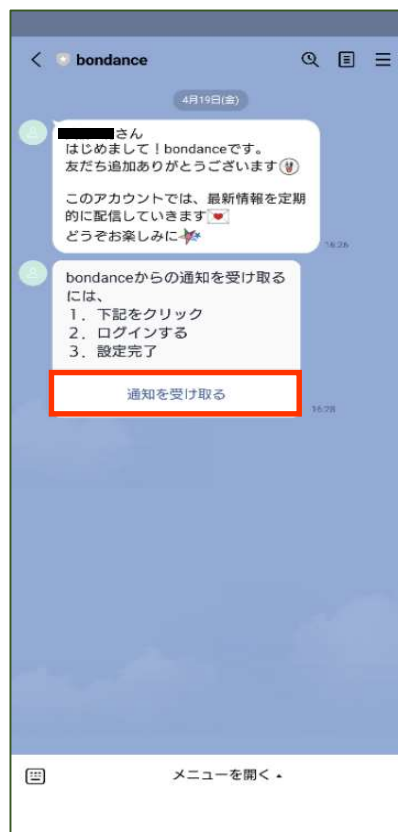 bondance
4月19日(金)
さん
はじめまして！bondanceです。
友だち追加ありがとうございます
このアカウントでは、最新情報を定期
的に配信していきます
どうぞお楽しみに
16:26
bondanceからの通知を受け取る
には、
1．下記をクリック
2．ログインする
3．設定完了
通知を受け取る
16:28
メニューを開く